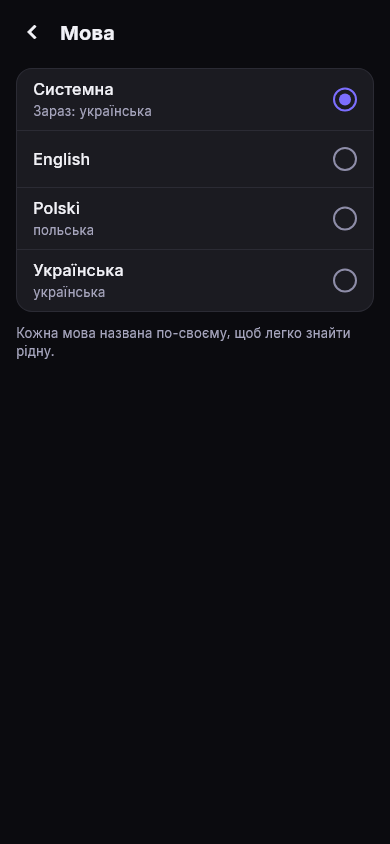 Мова
Системна
Зараз: українська
English
Polski
польська
Українська
українська
Кожна мова названа по-своєму, щоб легко знайти
рідну.